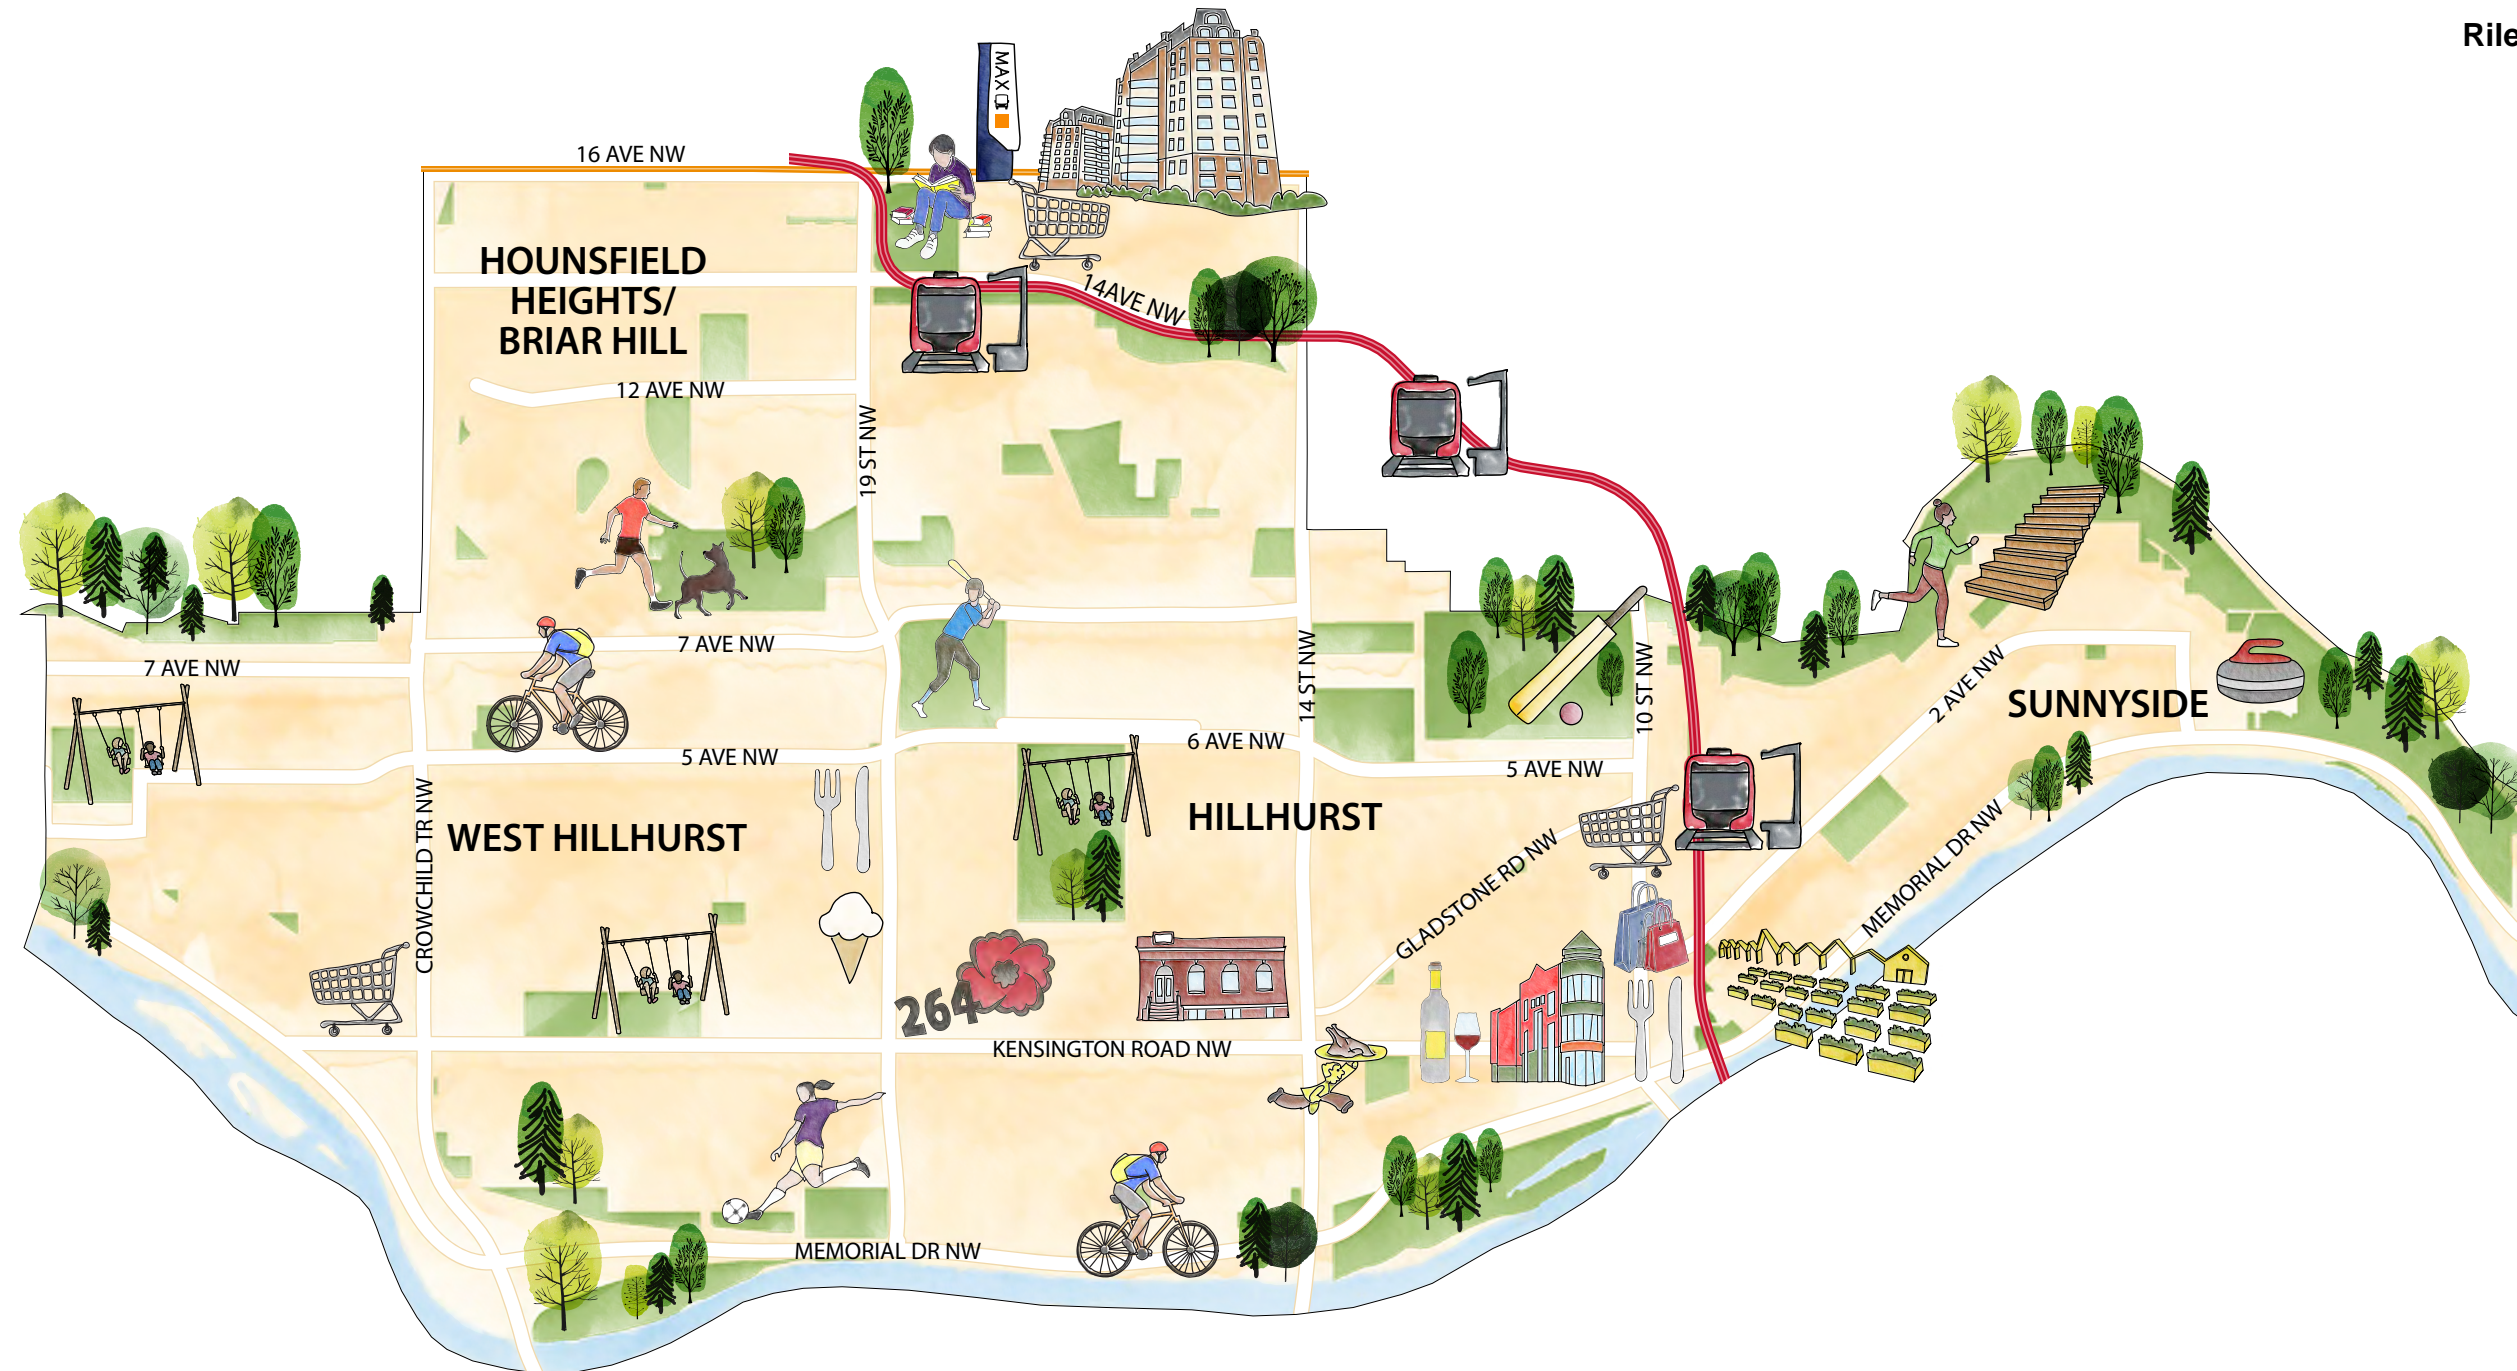 Rile
MAX
16 AVE NW
HOUNSFIELD
HEIGHTS/
BRIAR HILL
14AVE NW
12 AVE NW
19 ST NW
7 AVE NW
7 AVE NW
14 ST NW
10 ST NW
2 AVE NW
SUNNYSIDE
5 AVE NW
6 AVE NW
5 AVE NW
CROWCHILD TR NW
WEST HILLHURST
HILLHURST
GLADSTONE RD NW
MEMORIAL DR NW
264
KENSINGTON ROAD NW
MEMORIAL DR NW